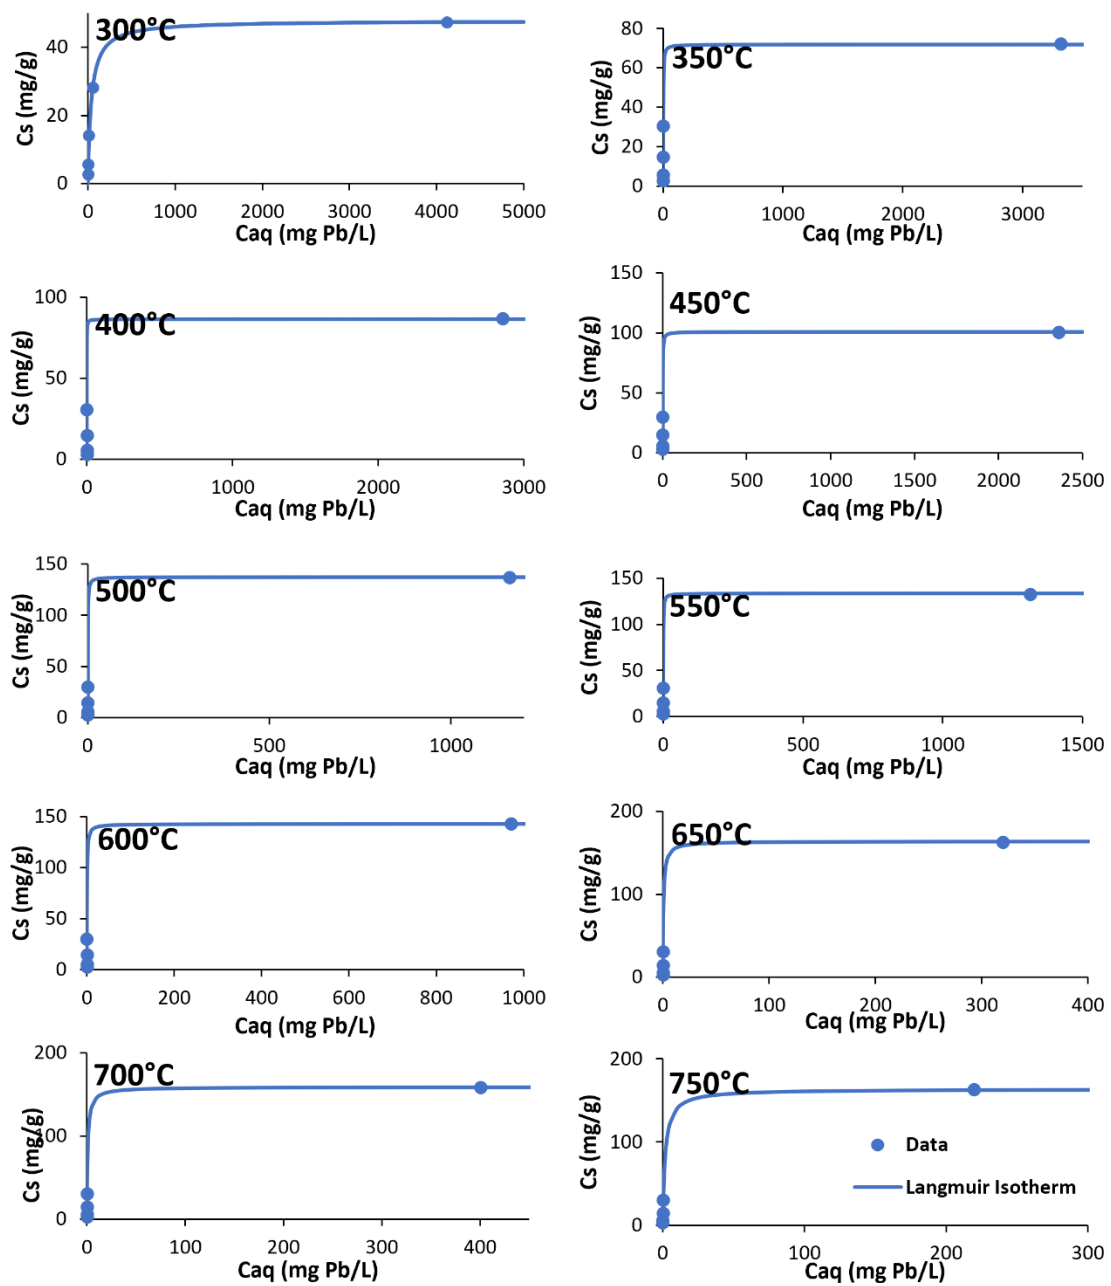 300°C
Cs (mg/g)
40
20
0
0 1000 2000 3000 4000 5000
Caq (mg Pb/L)
350°C
Cs (mg/g)
80
60
40
20
0
0 1000 2000 3000
Caq (mg Pb/L)
400°C
Cs (mg/g)
100
50
0
0 1000 2000 3000
Caq (mg Pb/L)
450°C
Cs (mg/g)
150
100
50
0
0 500 1000 1500 2000 2500
Caq (mg Pb/L)
500°C
Cs (mg/g)
150
100
50
0
0 500 1000
Caq (mg Pb/L)
550°C
Cs (mg/g)
150
100
50
0
0 500 1000 1500
Caq (mg Pb/L)
600°C
Cs (mg/g)
150
100
50
0
0 200 400 600 800 1000
Caq (mg Pb/L)
650°C
Cs (mg/g)
200
100
0
0 100 200 300 400
Caq (mg Pb/L)
700°C
Cs (mg/g)
200
100
0
0 100 200 300 400
Caq (mg Pb/L)
750°C
Cs (mg/g)
200
100
0
0 100 200 300
Caq (mg Pb/L)
Data
Langmuir Isotherm